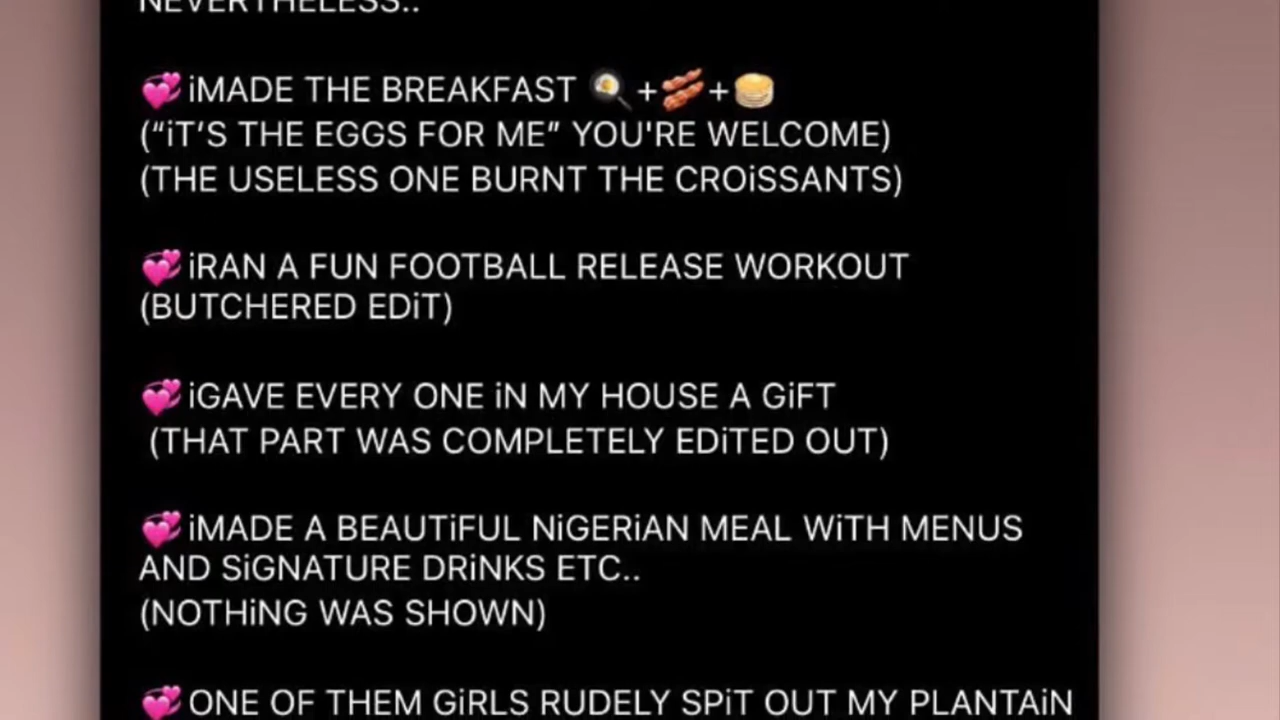 NEVERTHELESS..
💞iMADE THE BREAKFAST 🍳+🥓+🥞
(“iT’S THE EGGS FOR ME” YOU'RE WELCOME)
(THE USELESS ONE BURNT THE CROiSSANTS)
💞iRAN A FUN FOOTBALL RELEASE WORKOUT
(BUTCHERED EDiT)
💞iGAVE EVERY ONE iN MY HOUSE A GiFT
(THAT PART WAS COMPLETELY EDiTED OUT)
💞iMADE A BEAUTiFUL NiGERiAN MEAL WiTH MENUS
AND SiGNATURE DRiNKS ETC..
(NOTHiNG WAS SHOWN)
💞ONE OF THEM GiRLS RUDELY SPiT OUT MY PLANTAiN